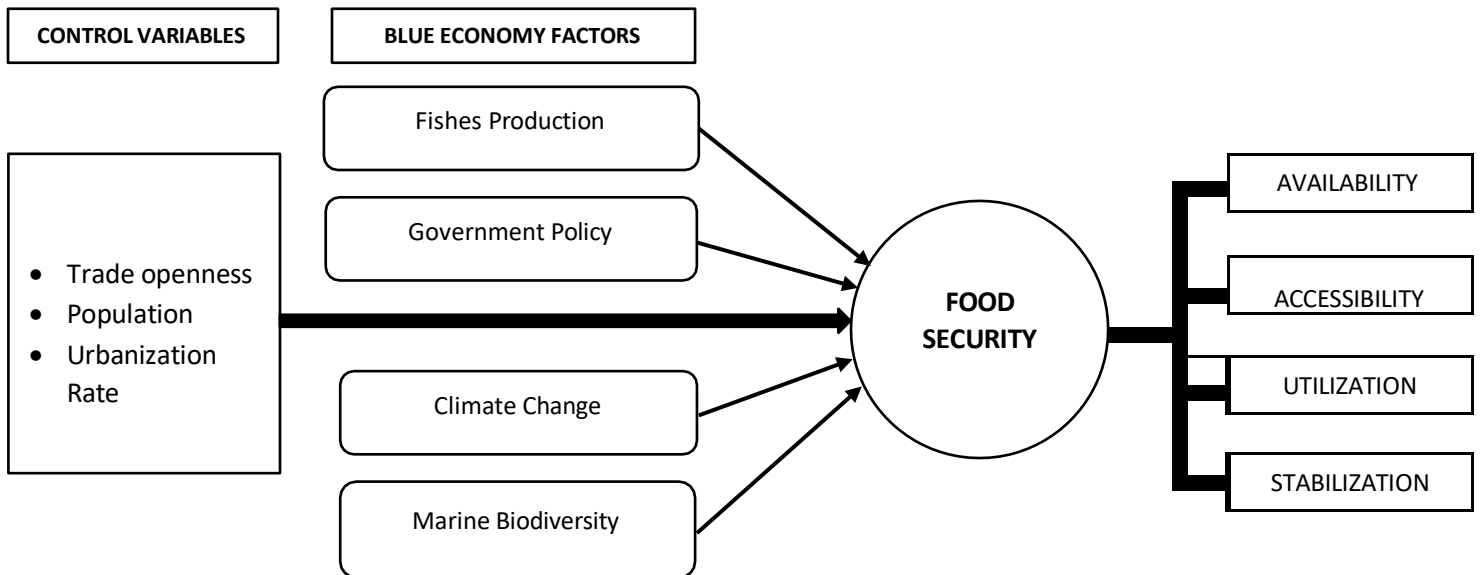 CONTROL VARIABLES
BLUE ECONOMY FACTORS
Fishes Production
Government Policy
• Trade openness
• Population
• Urbanization
Rate
Climate Change
Marine Biodiversity
FOOD
SECURITY
AVAILABILITY
ACCESSIBILITY
UTILIZATION
STABILIZATION